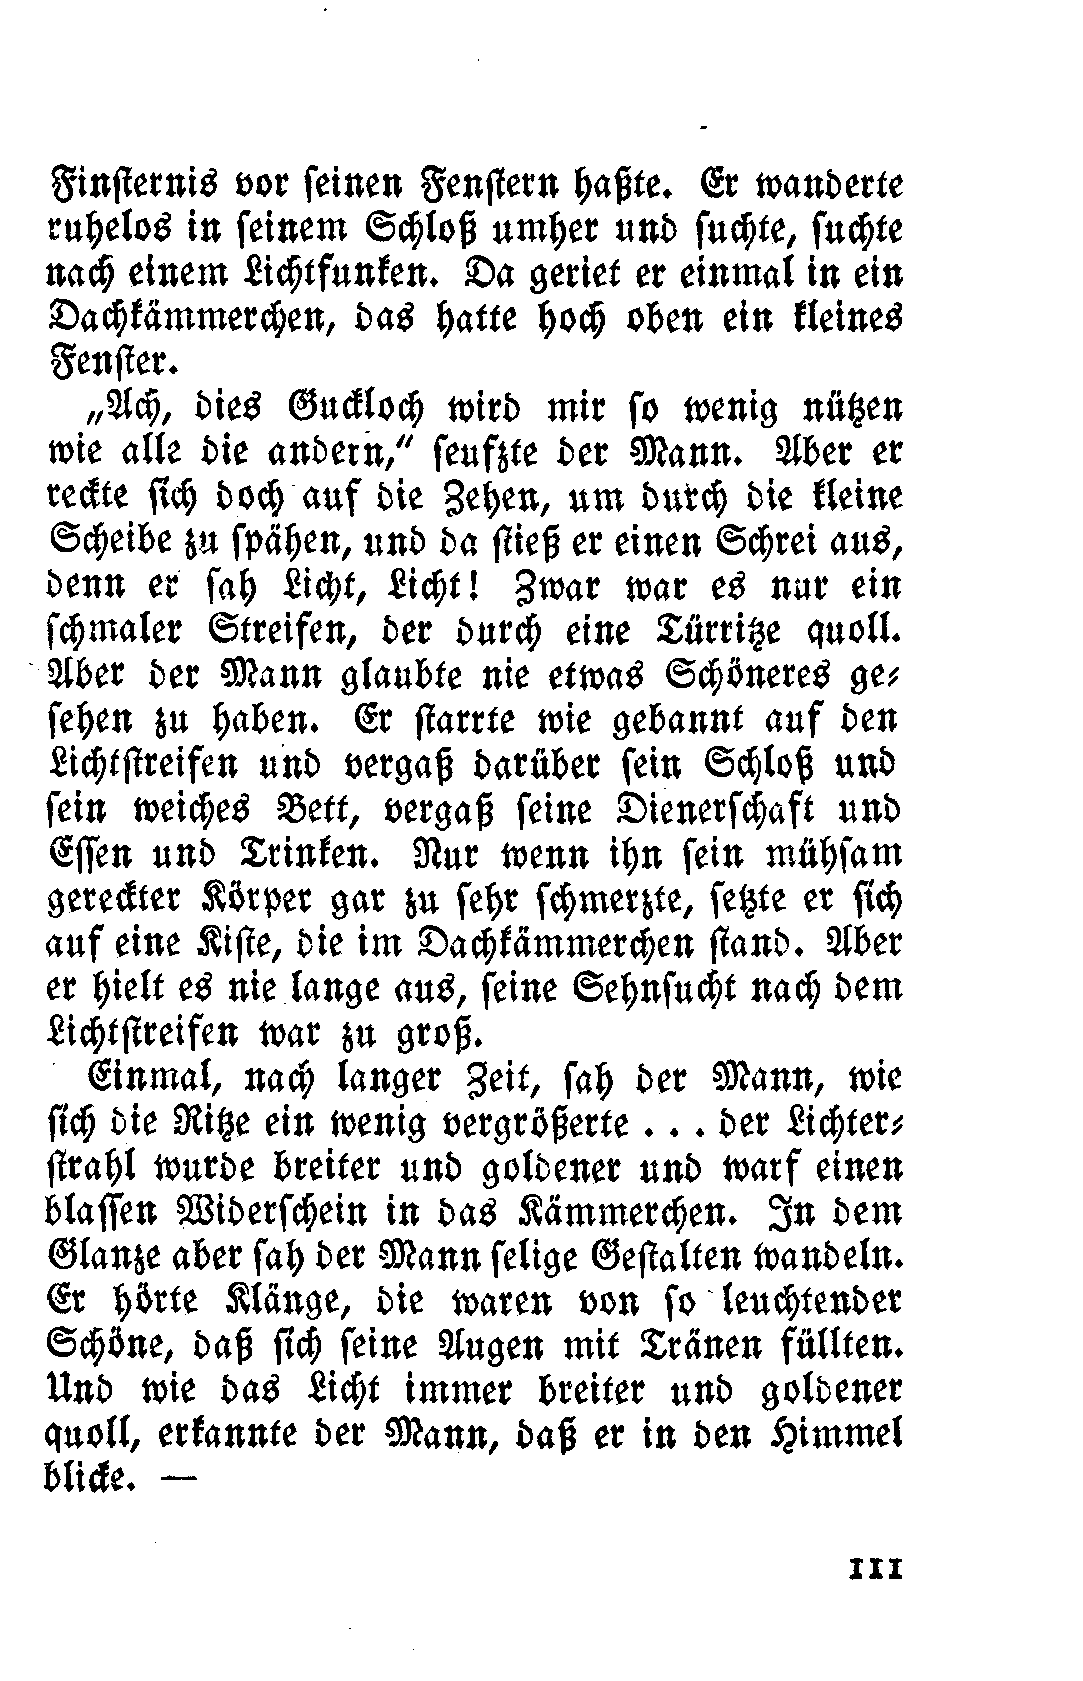 Finsternis vor seinen Fenstern haßte. Er wanderte
ruhelos in seinem Schloß umher und suchte, suchte
nach einem Lichtfunken. Da geriet er einmal in ein
Dachkämmerchen, das hatte hoch oben ein kleines
Fenster.
„Ach, dies Guckloch wird mir so wenig nützen
wie alle die andern,“ seufzte der Mann. Aber er
reckte sich doch auf die Zehen, um durch die kleine
Scheibe zu spähen, und da stieß er einen Schrei aus,
denn er sah Licht, Licht! Zwar war es nur ein
schmaler Streifen, der durch eine Türritze quoll.
Aber der Mann glaubte nie etwas Schöneres ge-
sehen zu haben. Er starrte wie gebannt auf den
Lichtstreifen und vergaß darüber sein Schloß und
sein weiches Bett, vergaß seine Dienerschaft und
Essen und Trinken. Nur wenn ihn sein mühsam
gereckter Körper gar zu sehr schmerzte, setzte er sich
auf eine Kiste, die im Dachkämmerchen stand. Aber
er hielt es nie lange aus, seine Sehnsucht nach dem
Lichtstreifen war zu groß.
Einmal, nach langer Zeit, sah der Mann, wie
sich die Ritze ein wenig vergrößerte . . . der Lichter-
strahl wurde breiter und goldener und warf einen
blassen Widerschein in das Kämmerchen. In dem
Glanze aber sah der Mann selige Gestalten wandeln.
Er hörte Klänge, die waren von so leuchtender
Schöne, daß sich seine Augen mit Tränen füllten.
Und wie das Licht immer breiter und goldener
quoll, erkannte der Mann, daß er in den Himmel
blicke. —
111